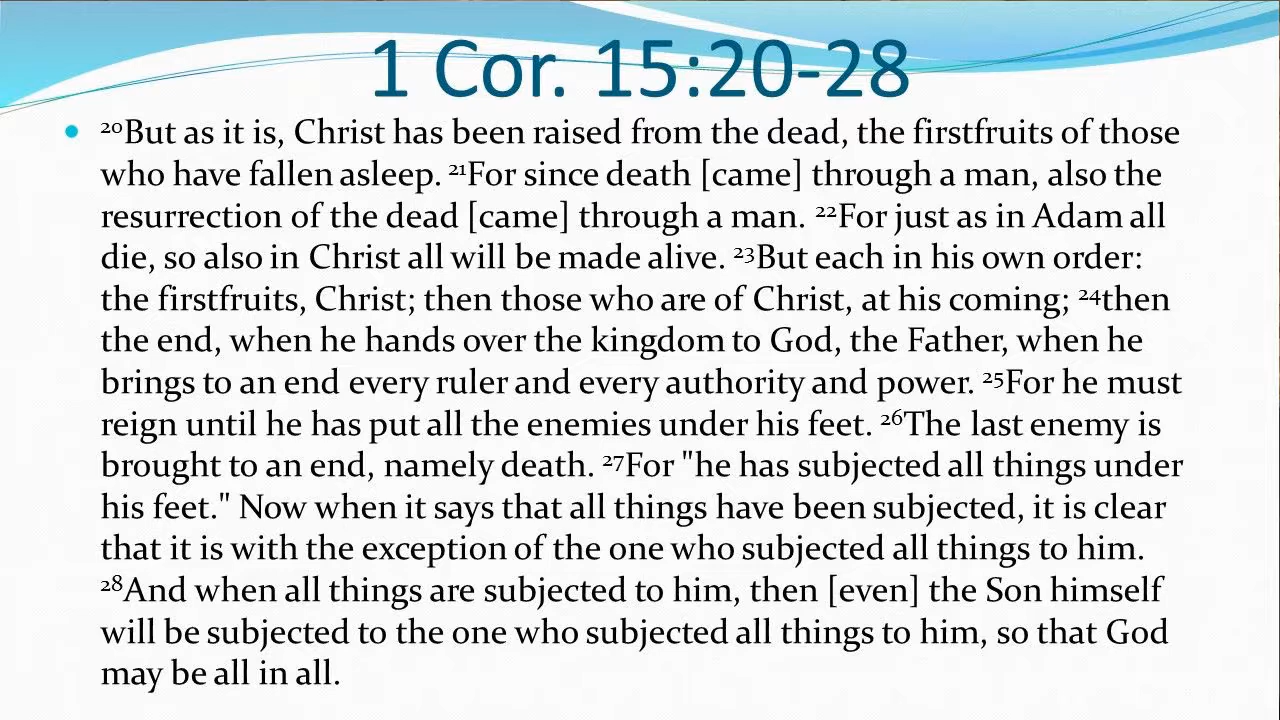 1 Cor. 15:20-28
• ²⁰But as it is, Christ has been raised from the dead, the firstfruits of those
who have fallen asleep. ²¹For since death [came] through a man, also the
resurrection of the dead [came] through a man. ²²For just as in Adam all
die, so also in Christ all will be made alive. ²³But each in his own order:
the firstfruits, Christ; then those who are of Christ, at his coming; ²⁴then
the end, when he hands over the kingdom to God, the Father, when he
brings to an end every ruler and every authority and power. ²⁵For he must
reign until he has put all the enemies under his feet. ²⁶The last enemy is
brought to an end, namely death. ²⁷For "he has subjected all things under
his feet." Now when it says that all things have been subjected, it is clear
that it is with the exception of the one who subjected all things to him.
²⁸And when all things are subjected to him, then [even] the Son himself
will be subjected to the one who subjected all things to him, so that God
may be all in all.